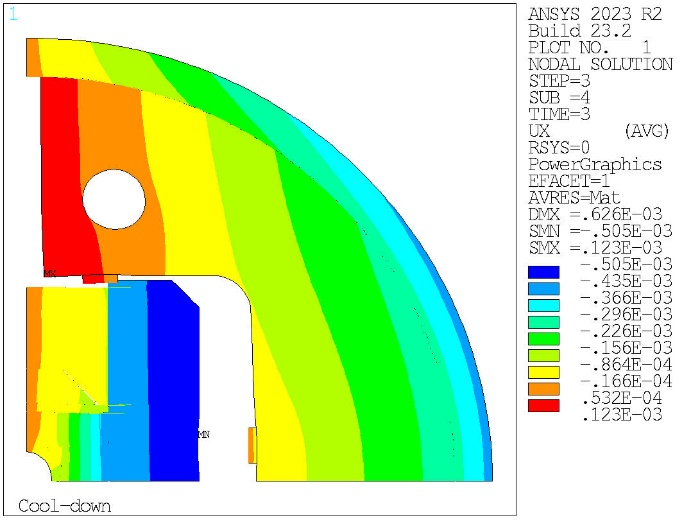 1
ANSYS 2023 R2
Build 23.2
PLOT NO. 1
NODAL SOLUTION
STEP=3
SUB =4
TIME=3
UX (AVG)
RSYS=0
PowerGraphics
EFACET=1
AVRES=Mat
DMX =.626E-03
SMN =-.505E-03
SMX =.123E-03
-.505E-03
-.435E-03
-.366E-03
-.296E-03
-.226E-03
-.156E-03
-.864E-04
-.166E-04
.532E-04
.123E-03
MN
Cool-down